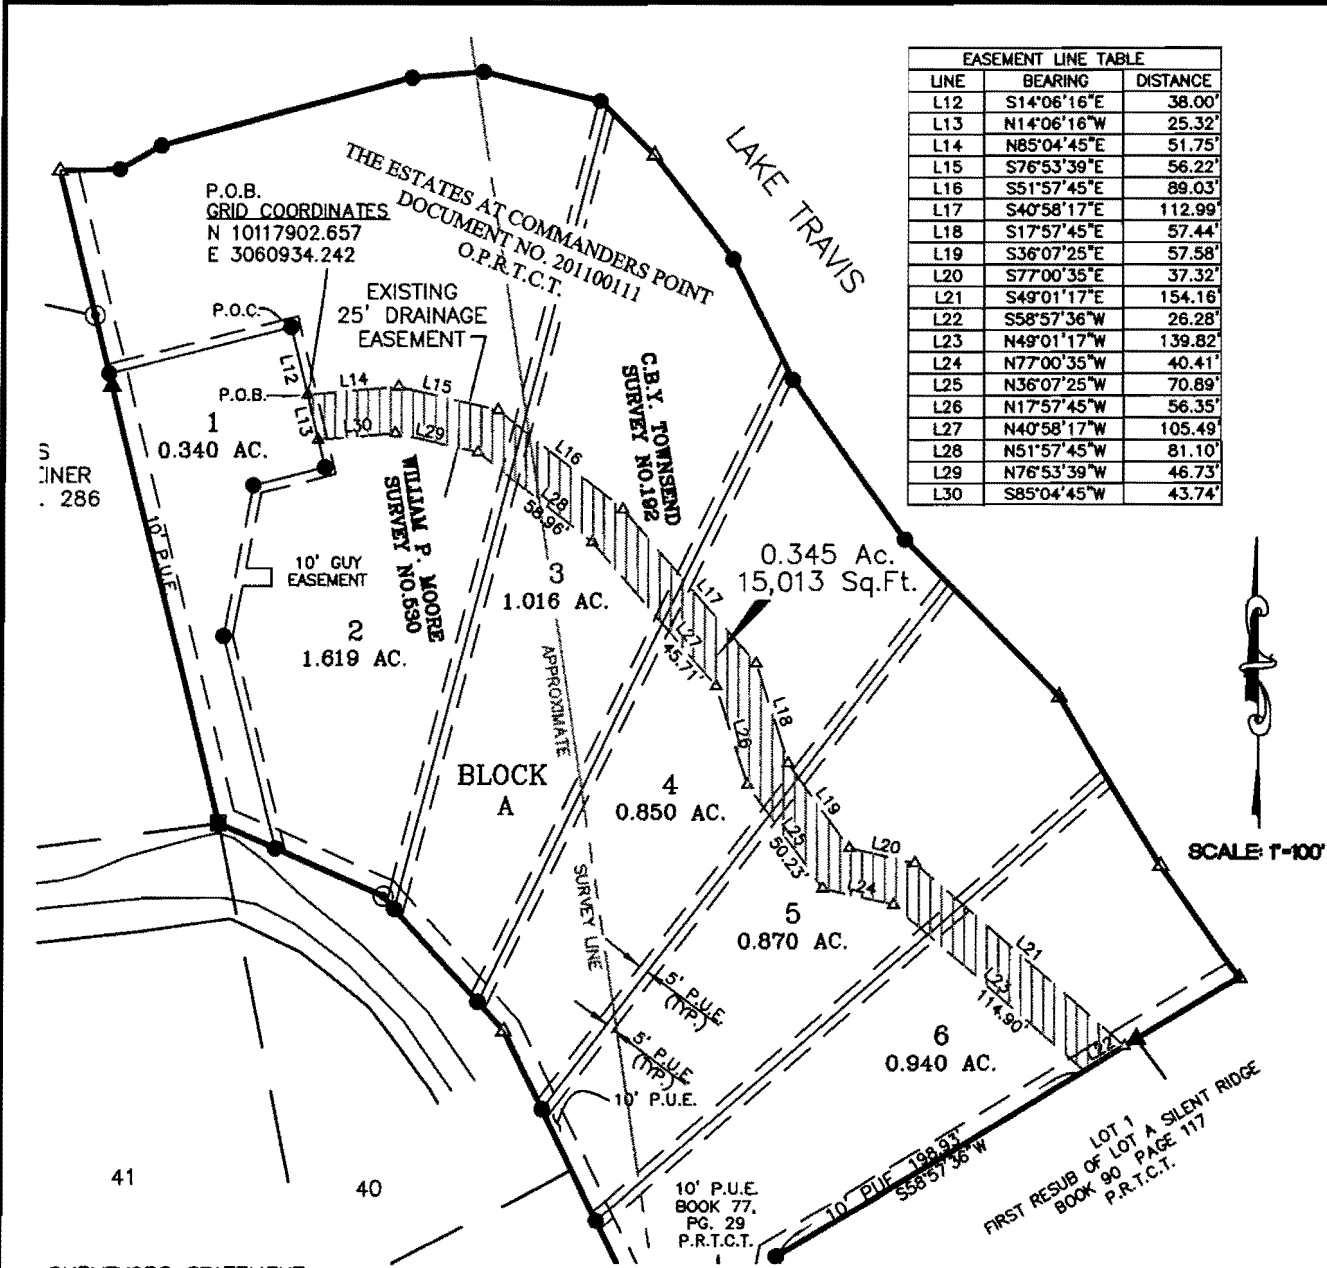 EASEMENT LINE TABLE
LINE BEARING DISTANCE
L12 S14°06'16"E 38.00'
L13 N14°06'16"W 25.32'
L14 N85°04'45"E 51.75'
L15 S76°53'39"E 56.22'
L16 S51°57'45"E 89.03'
L17 S40°58'17"E 112.99'
L18 S17°57'45"E 57.44'
L19 S36°07'25"E 57.58'
L20 S77°00'35"E 37.32'
L21 S49°01'17"E 154.16'
L22 S58°57'36"W 26.28'
L23 N49°01'17"W 139.82'
L24 N77°00'35"W 40.41'
L25 N36°07'25"W 70.89'
L26 N17°57'45"W 56.35'
L27 N40°58'17"W 105.49'
L28 N51°57'45"W 81.10'
L29 N76°53'39"W 46.73'
L30 S85°04'45"W 43.74'
LAKE TRAVIS
THE ESTATES AT COMMANDERS POINT
DOCUMENT NO. 201100111
O.P.R.T.C.T.
P.O.B.
GRID COORDINATES
N 10117902.657
E 3060934.242
P.O.C.
EXISTING
25' DRAINAGE
EASEMENT
L12
P.O.B.
L13
L14
L15
L30
L29
L16
L28
58.96'
C.B.Y. TOWNSEND
SURVEY NO.192
WILLIAM P. MOORE
SURVEY NO.530
1
0.340 AC.
S
INER
. 286
10' P.U.E.
10' GUY
EASEMENT
2
1.619 AC.
3
1.016 AC.
0.345 Ac.
15,013 Sq.Ft.
L17
L27
45.71'
L18
L26
APPROXIMATE
SURVEY LINE
BLOCK
A
4
0.850 AC.
L19
L25
50.23'
L20
L24
SCALE: 1"=100'
5
0.870 AC.
L21
L23
114.90'
L22
5' P.U.E.
(TYP.)
5' P.U.E.
(TYP.)
10' P.U.E.
6
0.940 AC.
41
40
10' P.U.E.
BOOK 77,
PG. 29
P.R.T.C.T.
10' PUE 198.93'
S58°57'36"W
LOT 1
FIRST RESUB OF LOT A SILENT RIDGE
BOOK 90 PAGE 117
P.R.T.C.T.